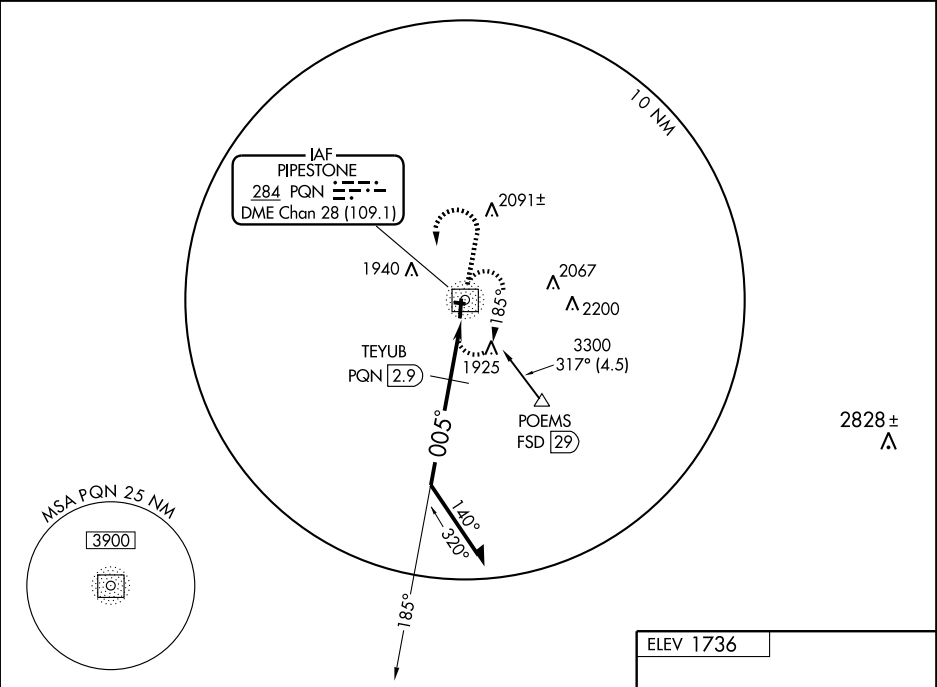 10 NM
IAF
PIPESTONE
284 PQN
DME Chan 28 (109.1)
2091±
1940
2067
2200
185°
TEYUB
PQN 2.9
1925
3300
317° (4.5)
POEMS
FSD 29
005°
2828±
140°
320°
MSA PQN 25 NM
3900
185°
ELEV 1736